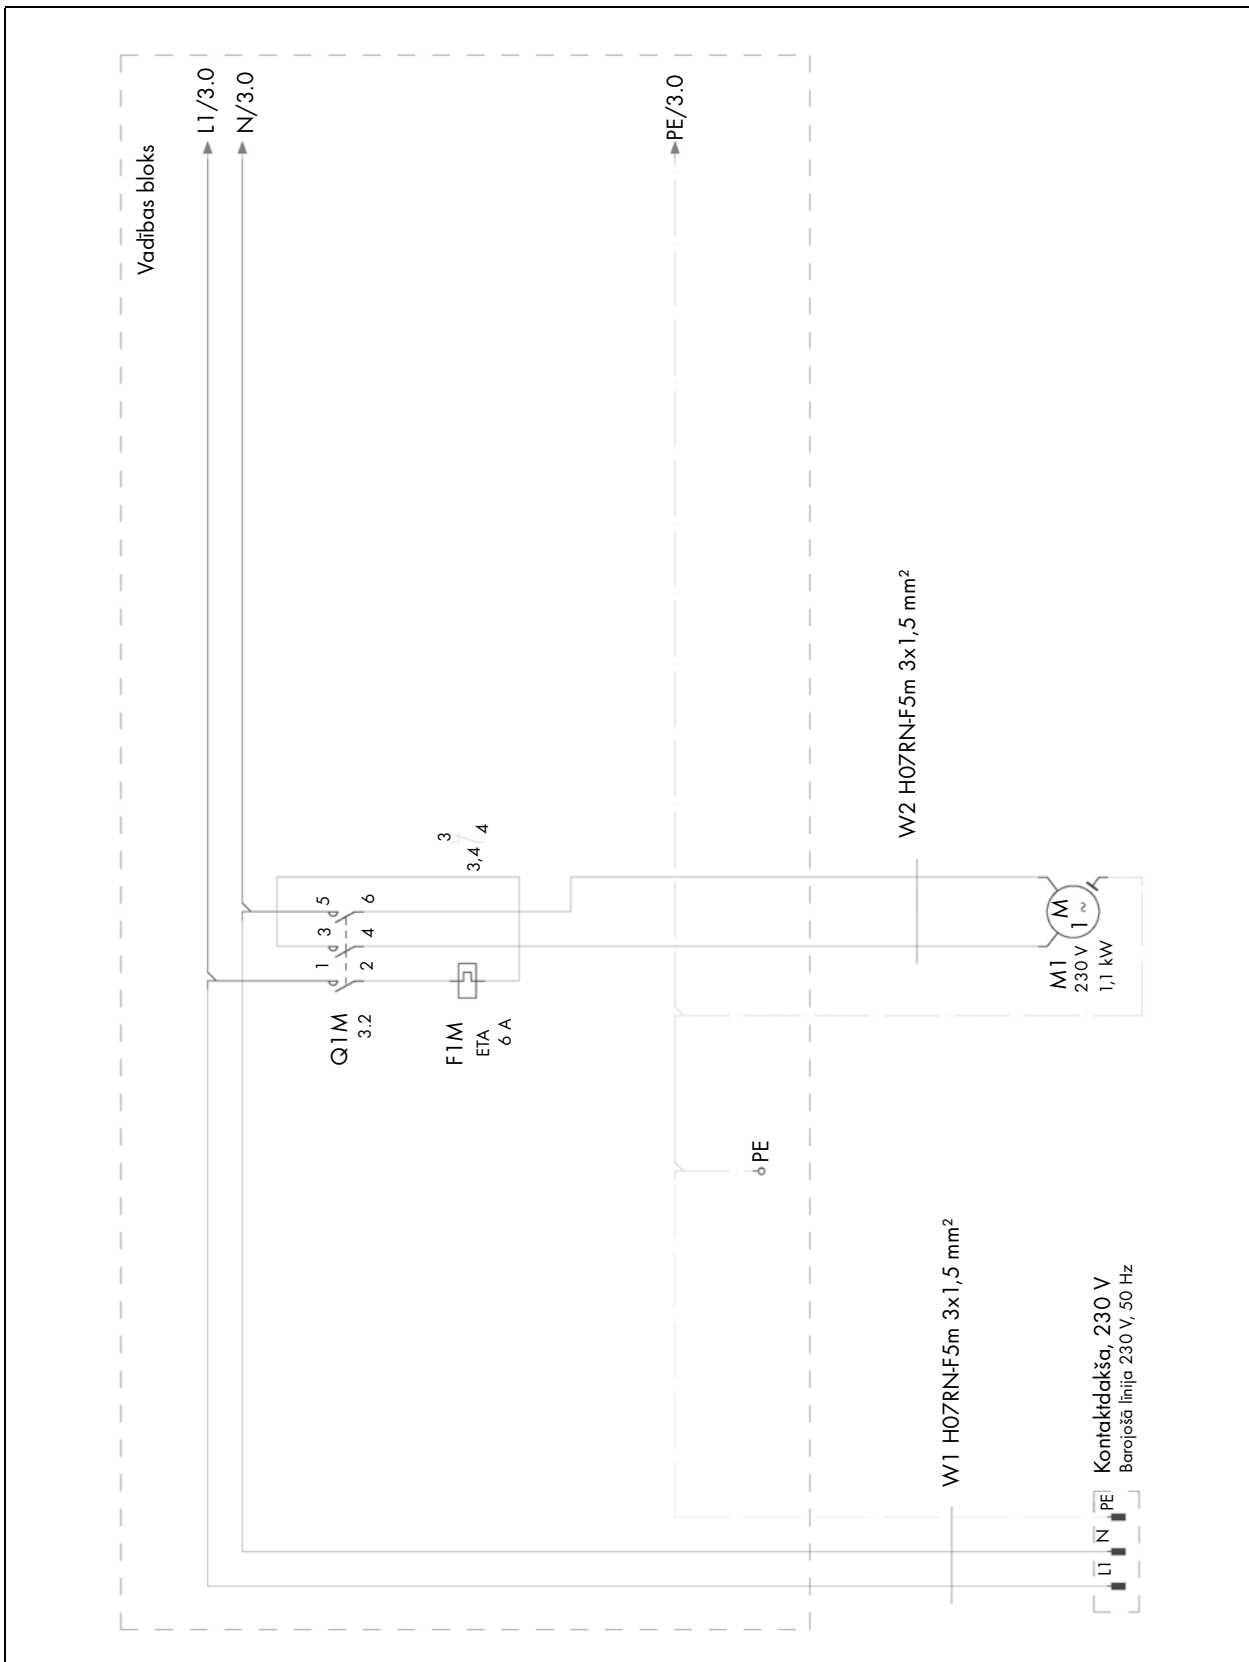 Vadības bloks
L1/3.0
N/3.0
PE/3.0
1
3
5
2
4
6
Q1M
3.2
F1M
ETA
6 A
3
3,4
4
PE
W1 H07RN-F5m 3x1,5 mm²
W2 H07RN-F5m 3x1,5 mm²
M
1 ~
M1
230 V
1,1 kW
L1
N
PE
Kontaktdakša, 230 V
Barojošā līnija 230 V, 50 Hz